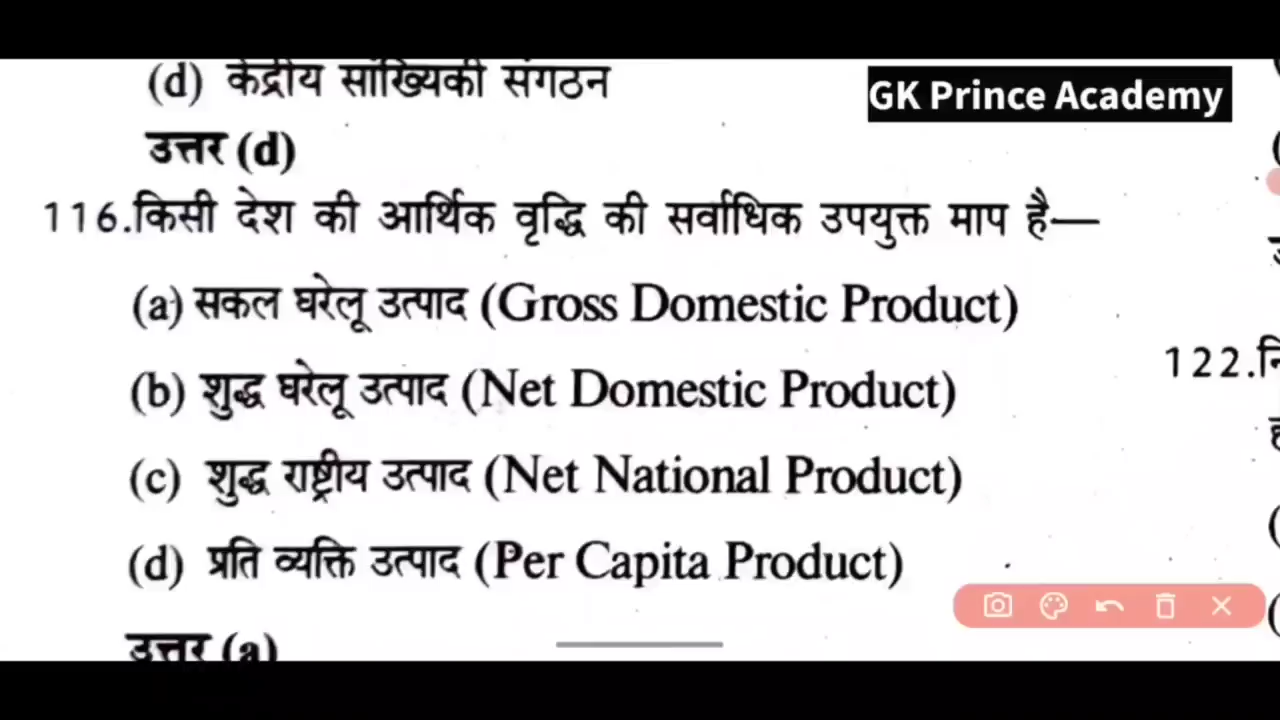 (d) केंद्रीय सांख्यिकी संगठन
GK Prince Academy
उत्तर (d)
116.किसी देश की आर्थिक वृद्धि की सर्वाधिक उपयुक्त माप है—
(a) सकल घरेलू उत्पाद (Gross Domestic Product)
(b) शुद्ध घरेलू उत्पाद (Net Domestic Product)
122.
(c) शुद्ध राष्ट्रीय उत्पाद (Net National Product)
(d) प्रति व्यक्ति उत्पाद (Per Capita Product)
उत्तर (a)